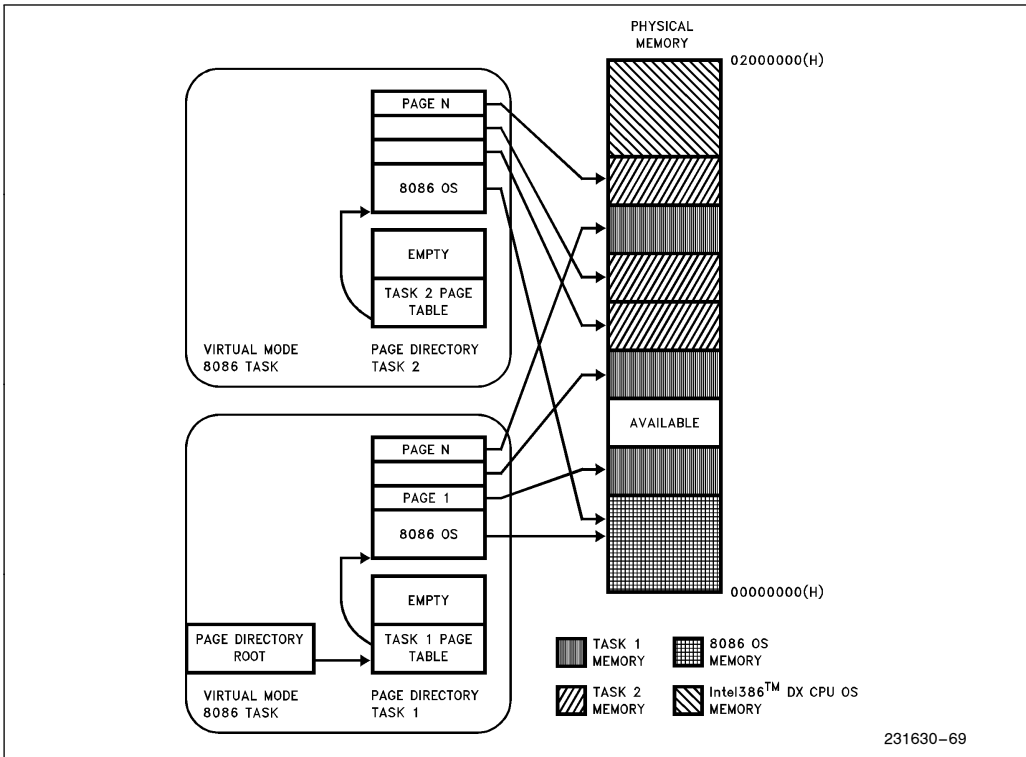 PHYSICAL
MEMORY
02000000(H)
PAGE N
8086 OS
EMPTY
TASK 2 PAGE
TABLE
VIRTUAL MODE
8086 TASK
PAGE DIRECTORY
TASK 2
PAGE N
PAGE 1
8086 OS
EMPTY
TASK 1 PAGE
TABLE
PAGE DIRECTORY
ROOT
VIRTUAL MODE
8086 TASK
PAGE DIRECTORY
TASK 1
AVAILABLE
00000000(H)
TASK 1
MEMORY
8086 OS
MEMORY
TASK 2
MEMORY
Intel386™ DX CPU OS
MEMORY
231630–69